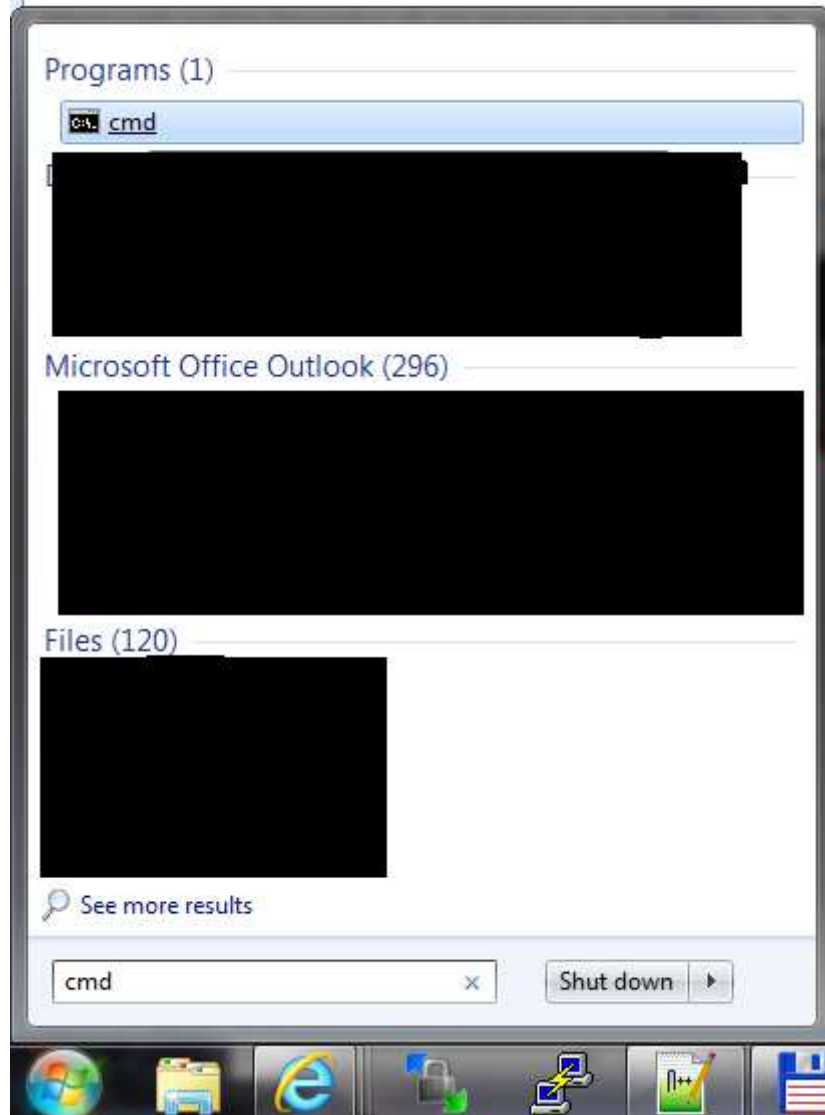 Programs (1)
cmd
Microsoft Office Outlook (296)
Files (120)
See more results
cmd
Shut down